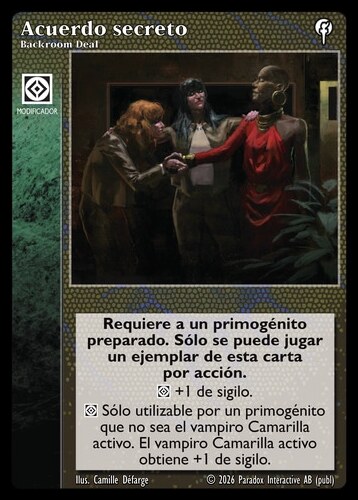 Acuerdo secreto
Backroom Deal
MODIFICADOR
Requiere a un primogénito
preparado. Sólo se puede jugar
un ejemplar de esta carta
por acción.
+1 de sigilo.
Sólo utilizable por un primogénito
que no sea el vampiro Camarilla
activo. El vampiro Camarilla activo
obtiene +1 de sigilo.
Ilus. Camille Défarge
© 2026 Paradox Interactive AB (publ)